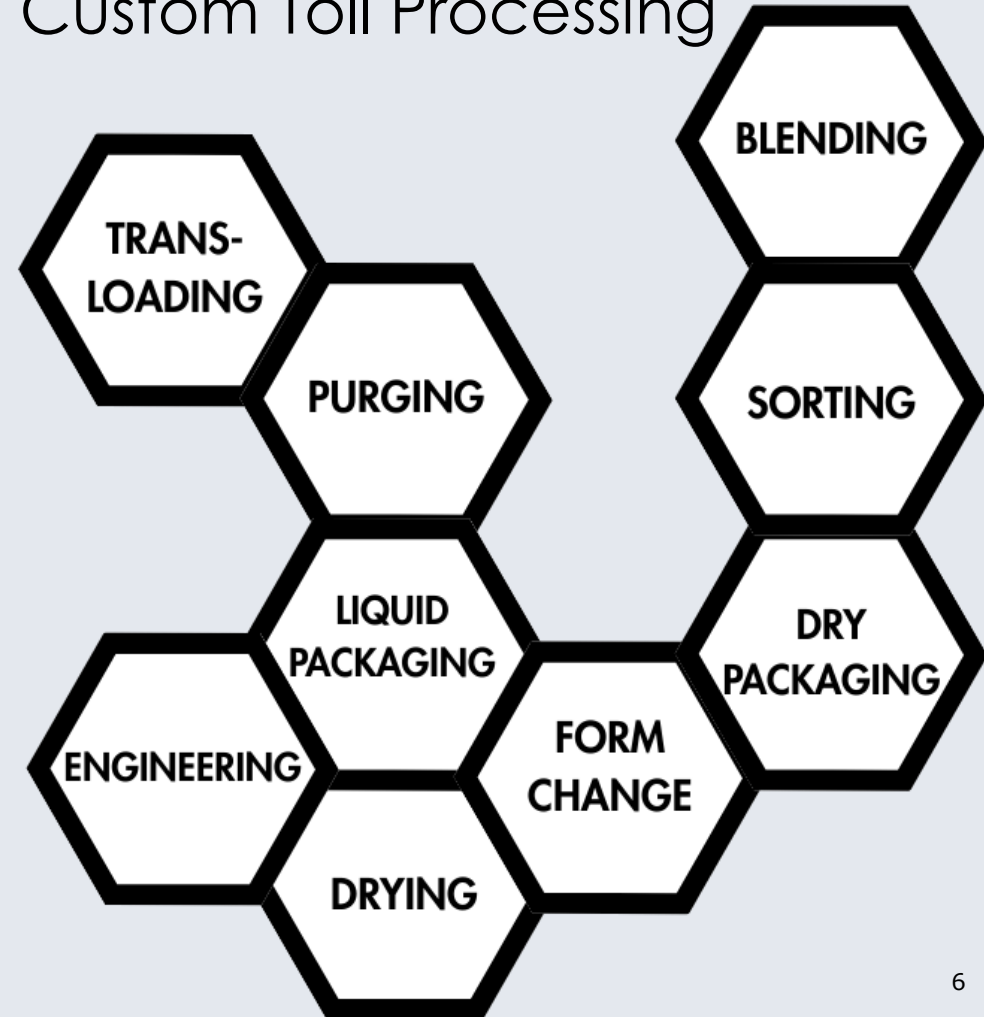 Custom Toll Processing
BLENDING
TRANS-
LOADING
PURGING
SORTING
LIQUID
PACKAGING
DRY
PACKAGING
ENGINEERING
FORM
CHANGE
DRYING
6